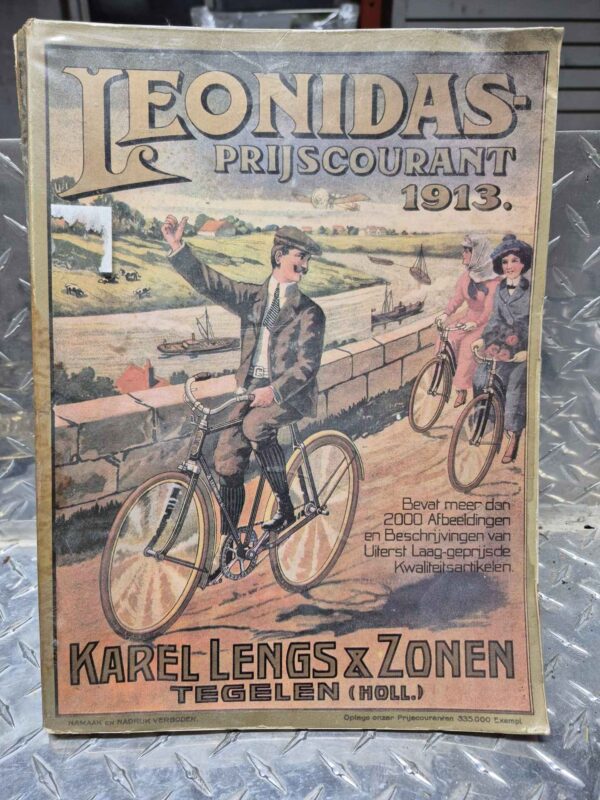 LEONIDAS-
PRIJSCOURANT
1913.
Bevat meer dan
2000 Afbeeldingen
en Beschrijvingen van
Uiterst Laag-geprijsde
Kwaliteitsartikelen.
KAREL LENGS & ZONEN
TEGELEN (HOLL.)
NAMAAK EN NADRUK VERBODEN.
Oplage onzer Prijscouranten 335.000 Exempl.